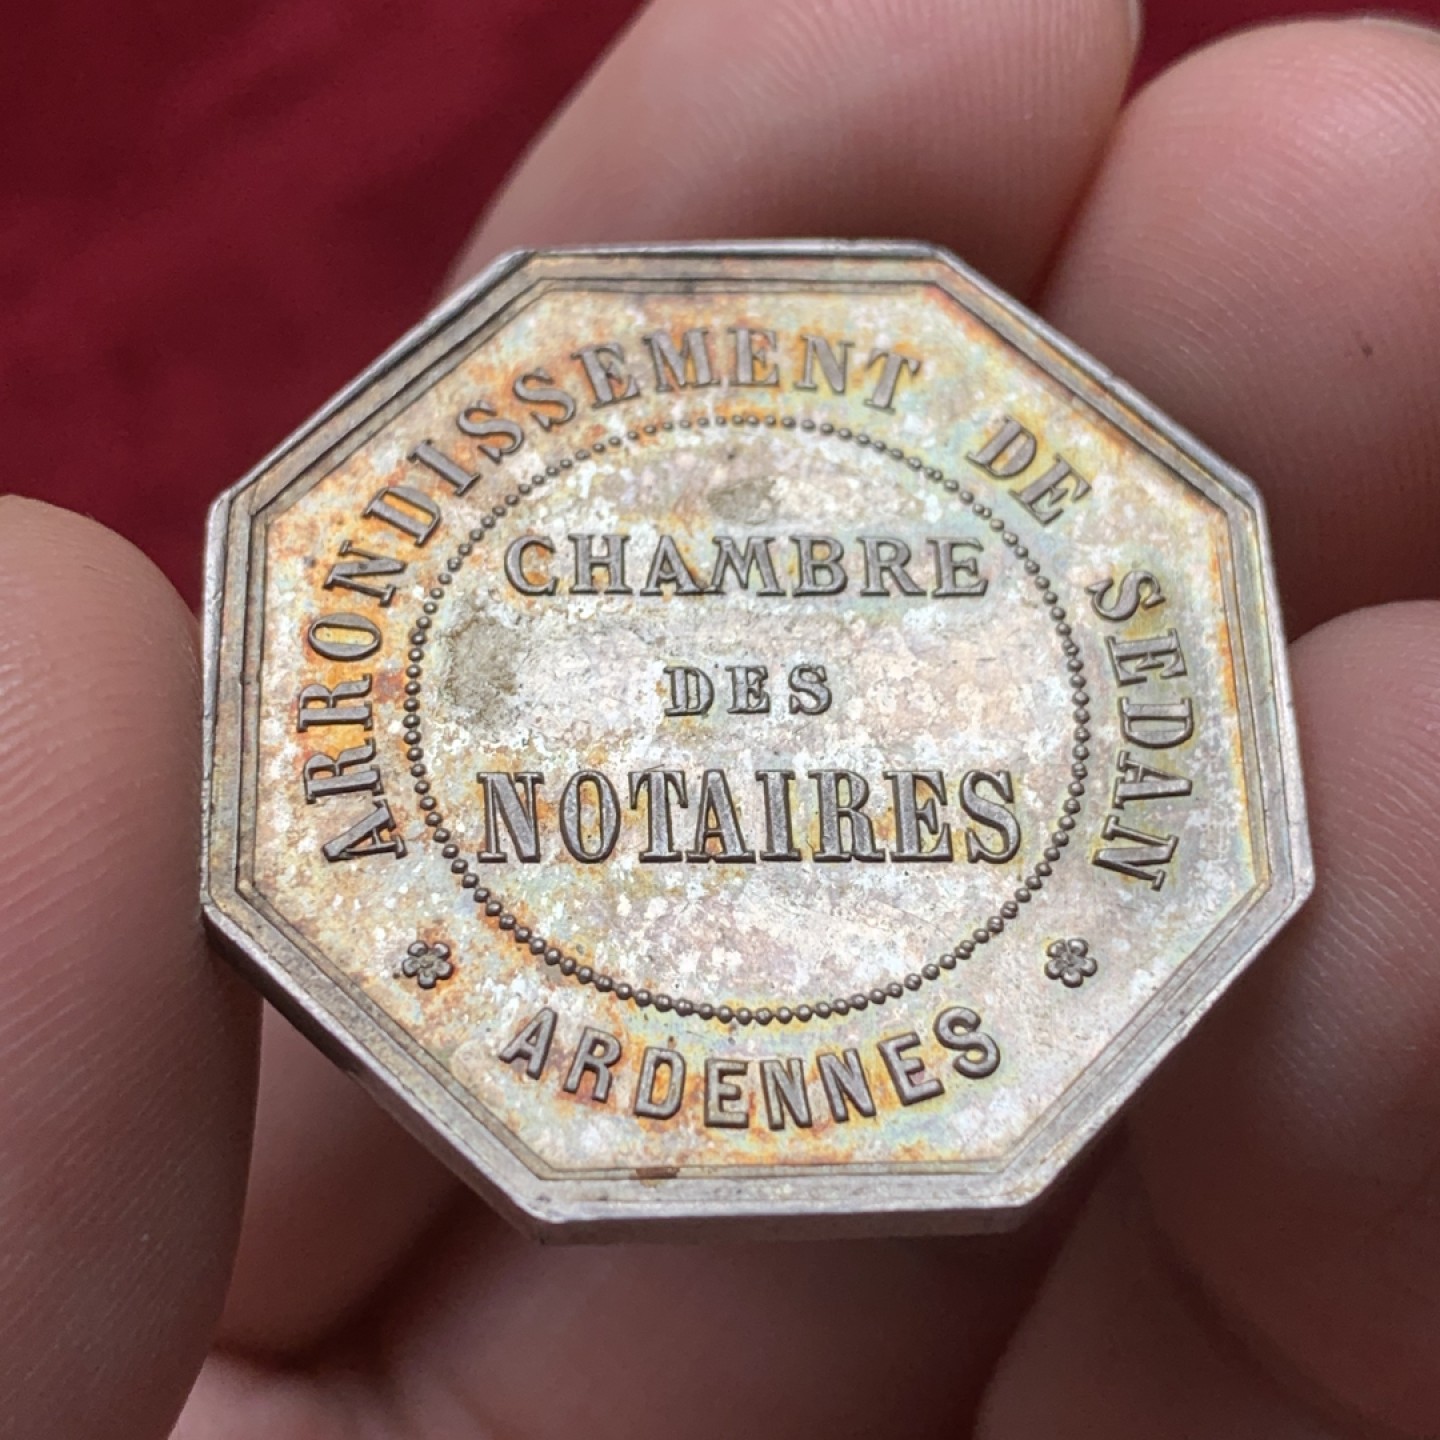 ARRONDISSEMENT DE SEDAN
CHAMBRE
DES
NOTAIRES
ARDENNES